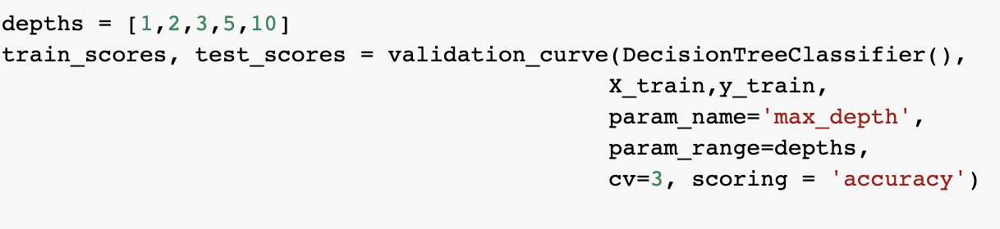 depths = [1,2,3,5,10]
train_scores, test_scores = validation_curve(DecisionTreeClassifier(),
X_train,y_train,
param_name='max_depth',
param_range=depths,
cv=3, scoring = 'accuracy')